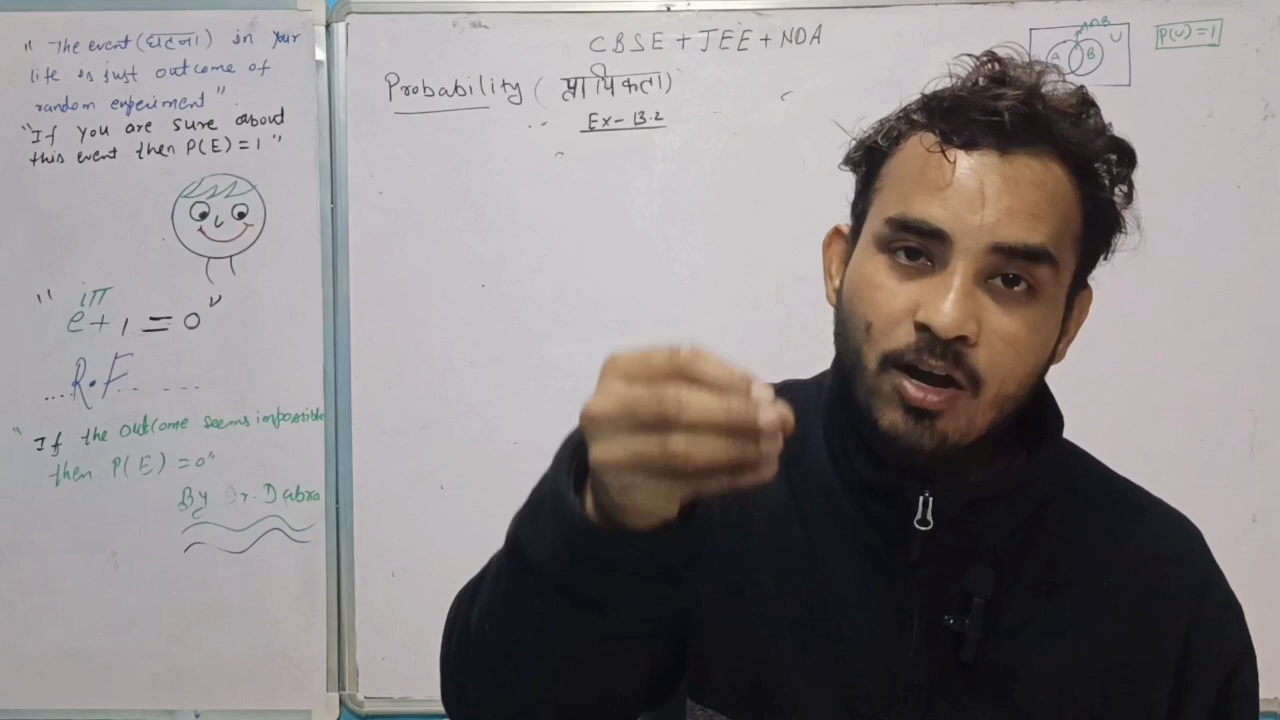 " The event (घटना) in your
life is just outcome of
random experiment"
"If you are sure about
this event then P(E) = 1 "
" e^{iπ} + 1 = 0 "
....R.F.......
" If the outcome seems impossible
then P(E) = 0"
By Dr. Dabra
CBSE + JEE + NDA
Probability (प्रायिकता)
Ex - 13.2
A∩B
A B U
P(U) = 1